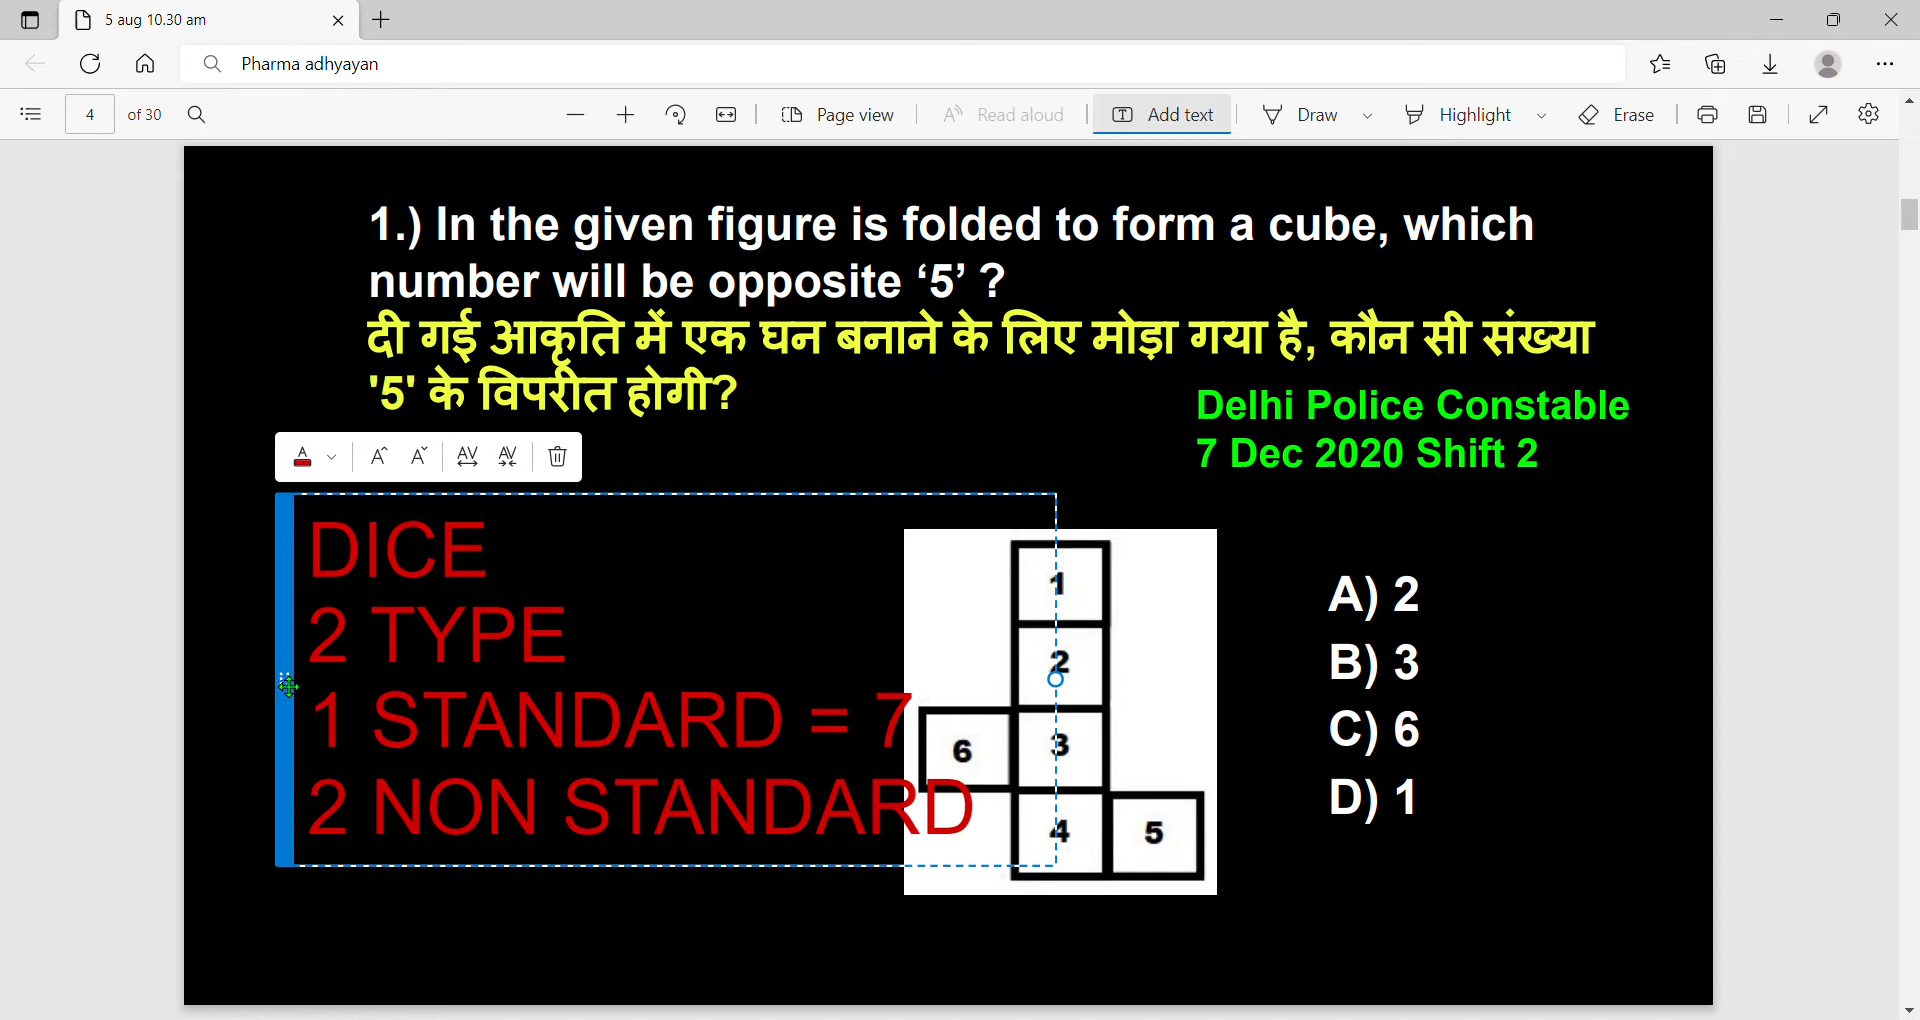 5 aug 10.30 am
Pharma adhyayan
4 of 30
Page view
Read aloud
Add text
Draw
Highlight
Erase
1.) In the given figure is folded to form a cube, which
number will be opposite ‘5’ ?
दी गई आकृति में एक घन बनाने के लिए मोड़ा गया है, कौन सी संख्या
'5' के विपरीत होगी?
Delhi Police Constable
7 Dec 2020 Shift 2
DICE
2 TYPE
1 STANDARD = 7
2 NON STANDARD
1
2
6 3
4 5
A) 2
B) 3
C) 6
D) 1